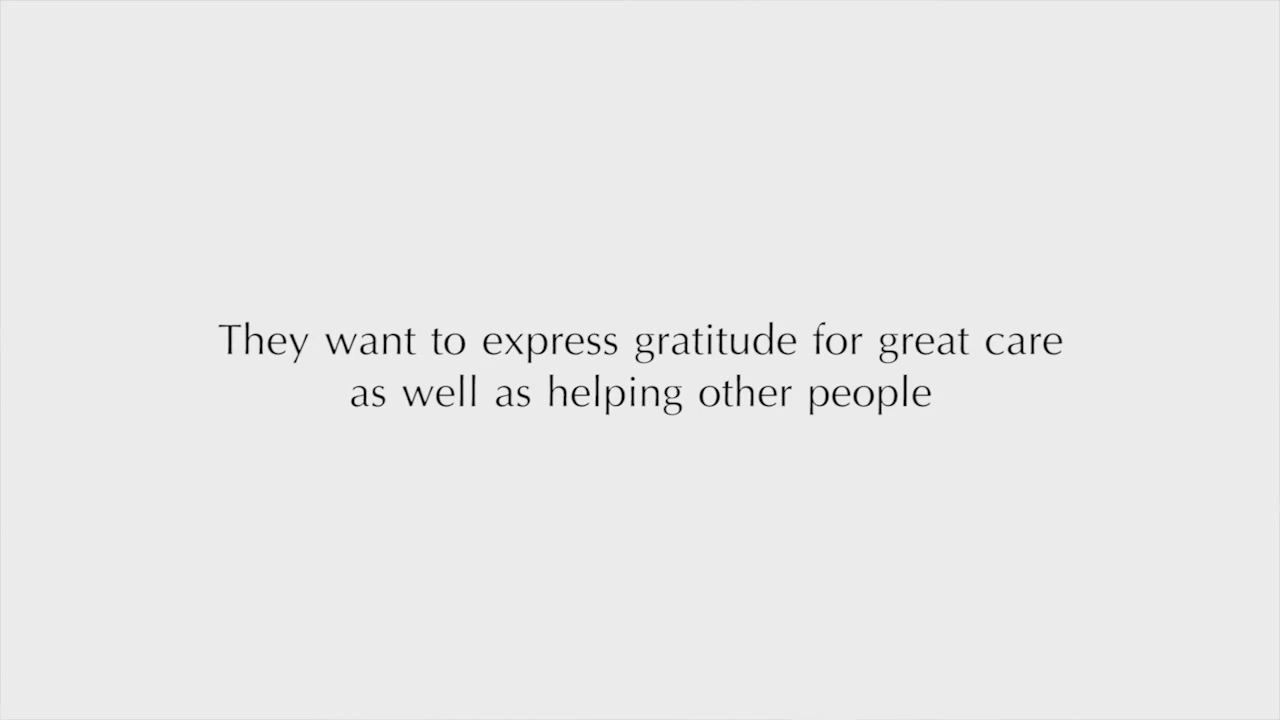 They want to express gratitude for great care
as well as helping other people